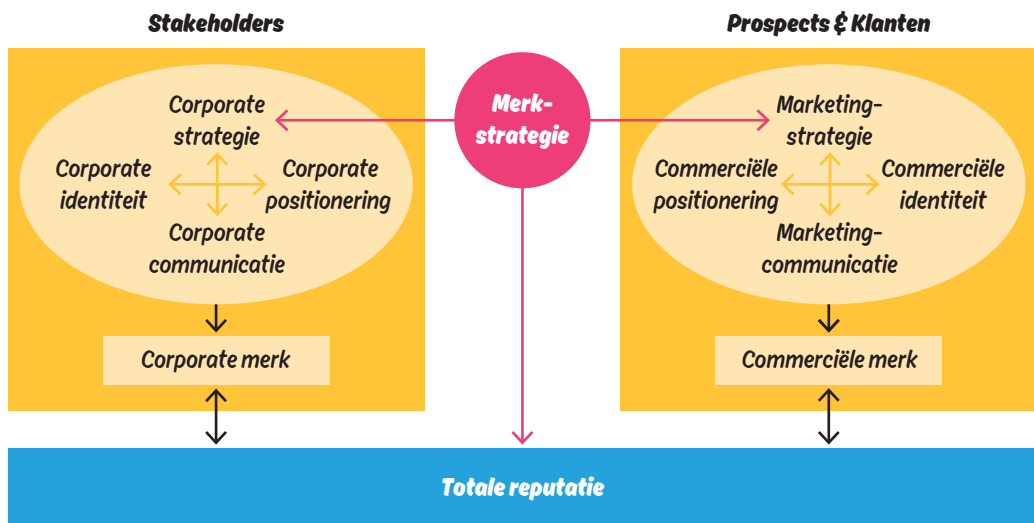 Stakeholders
Prospects & Klanten
Corporate
strategie
Corporate
identiteit
Corporate
positionering
Corporate
communicatie
Corporate merk
Merk-
strategie
Marketing-
strategie
Commerciële
positionering
Commerciële
identiteit
Marketing-
communicatie
Commerciële merk
Totale reputatie